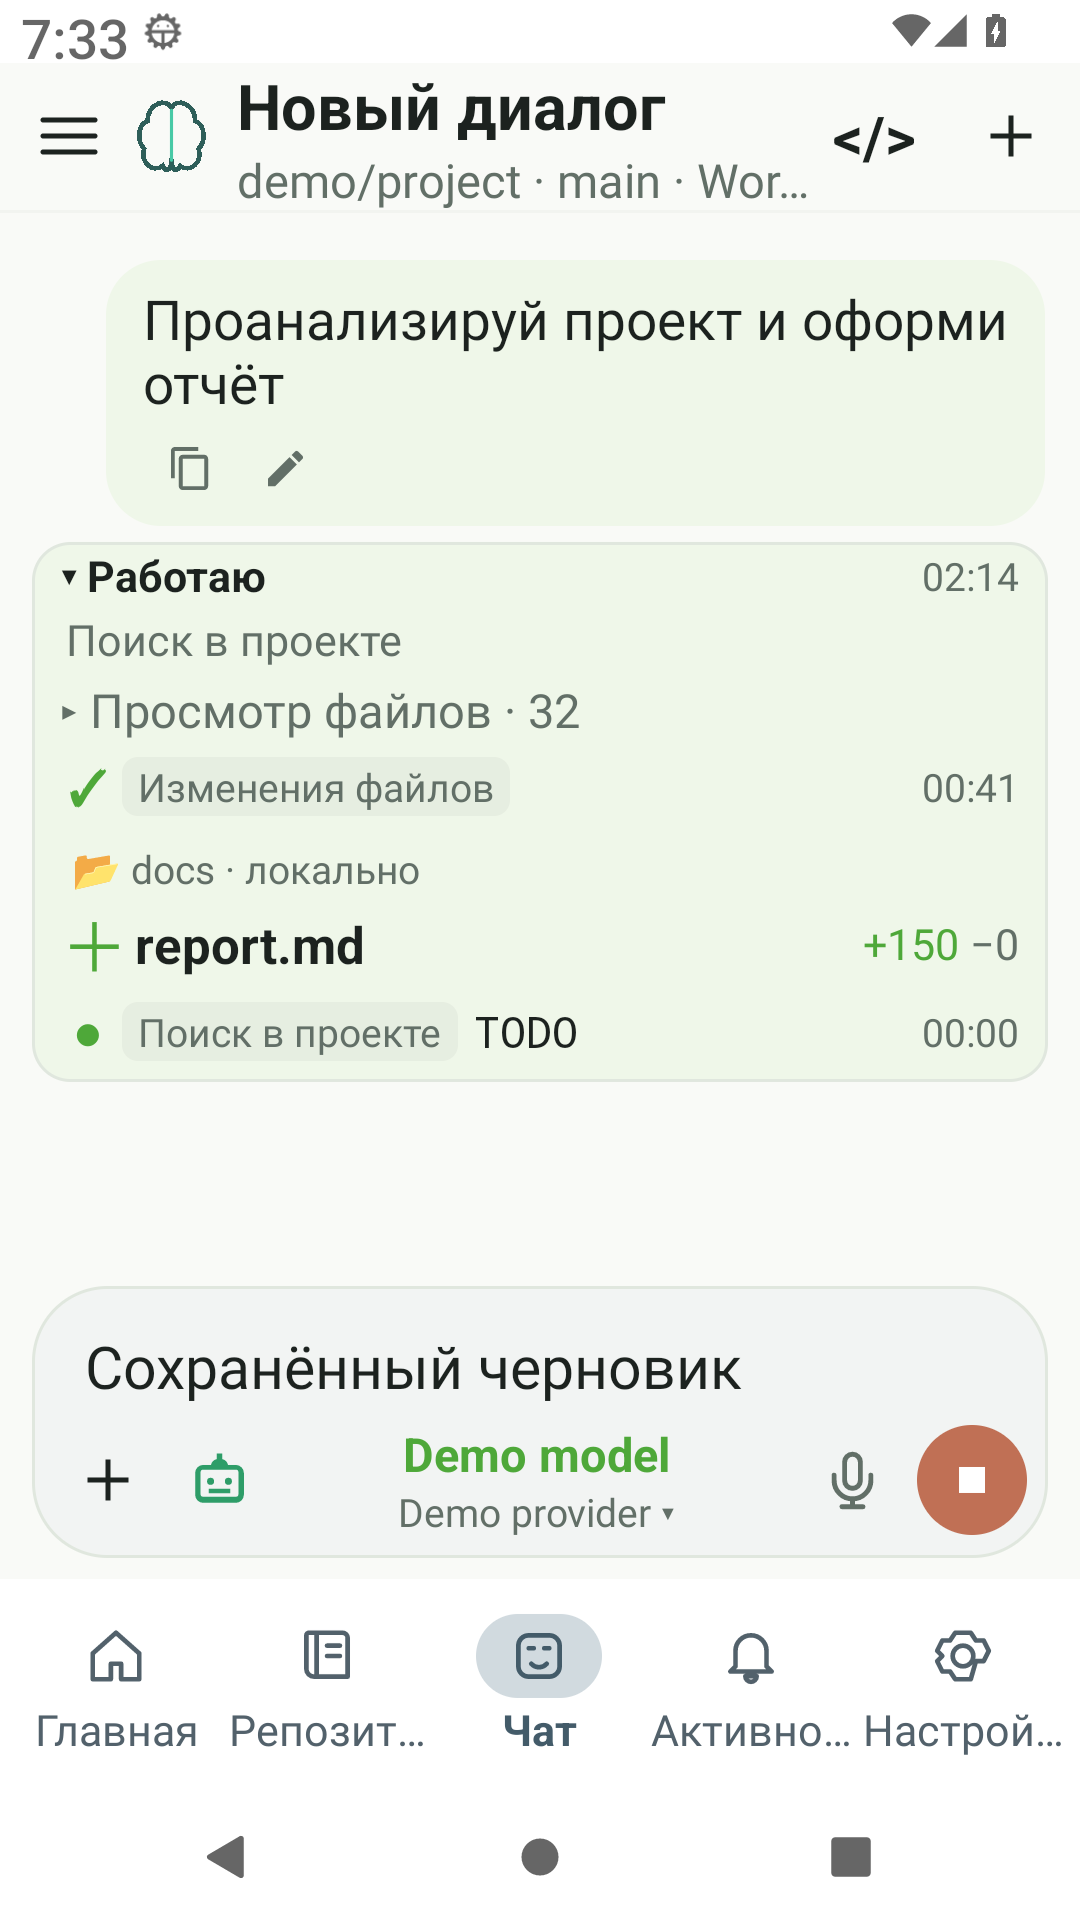 7:33
Новый диалог
</>
demo/project · main · Wor...
Проанализируй проект и оформи
отчёт
▾ Работаю 02:14
Поиск в проекте
▸ Просмотр файлов · 32
✓ Изменения файлов 00:41
docs · локально
+ report.md +150 −0
Поиск в проекте TODO 00:00
Сохранённый черновик
Demo model
Demo provider ▾
Главная Репозит... Чат Активно... Настрой...